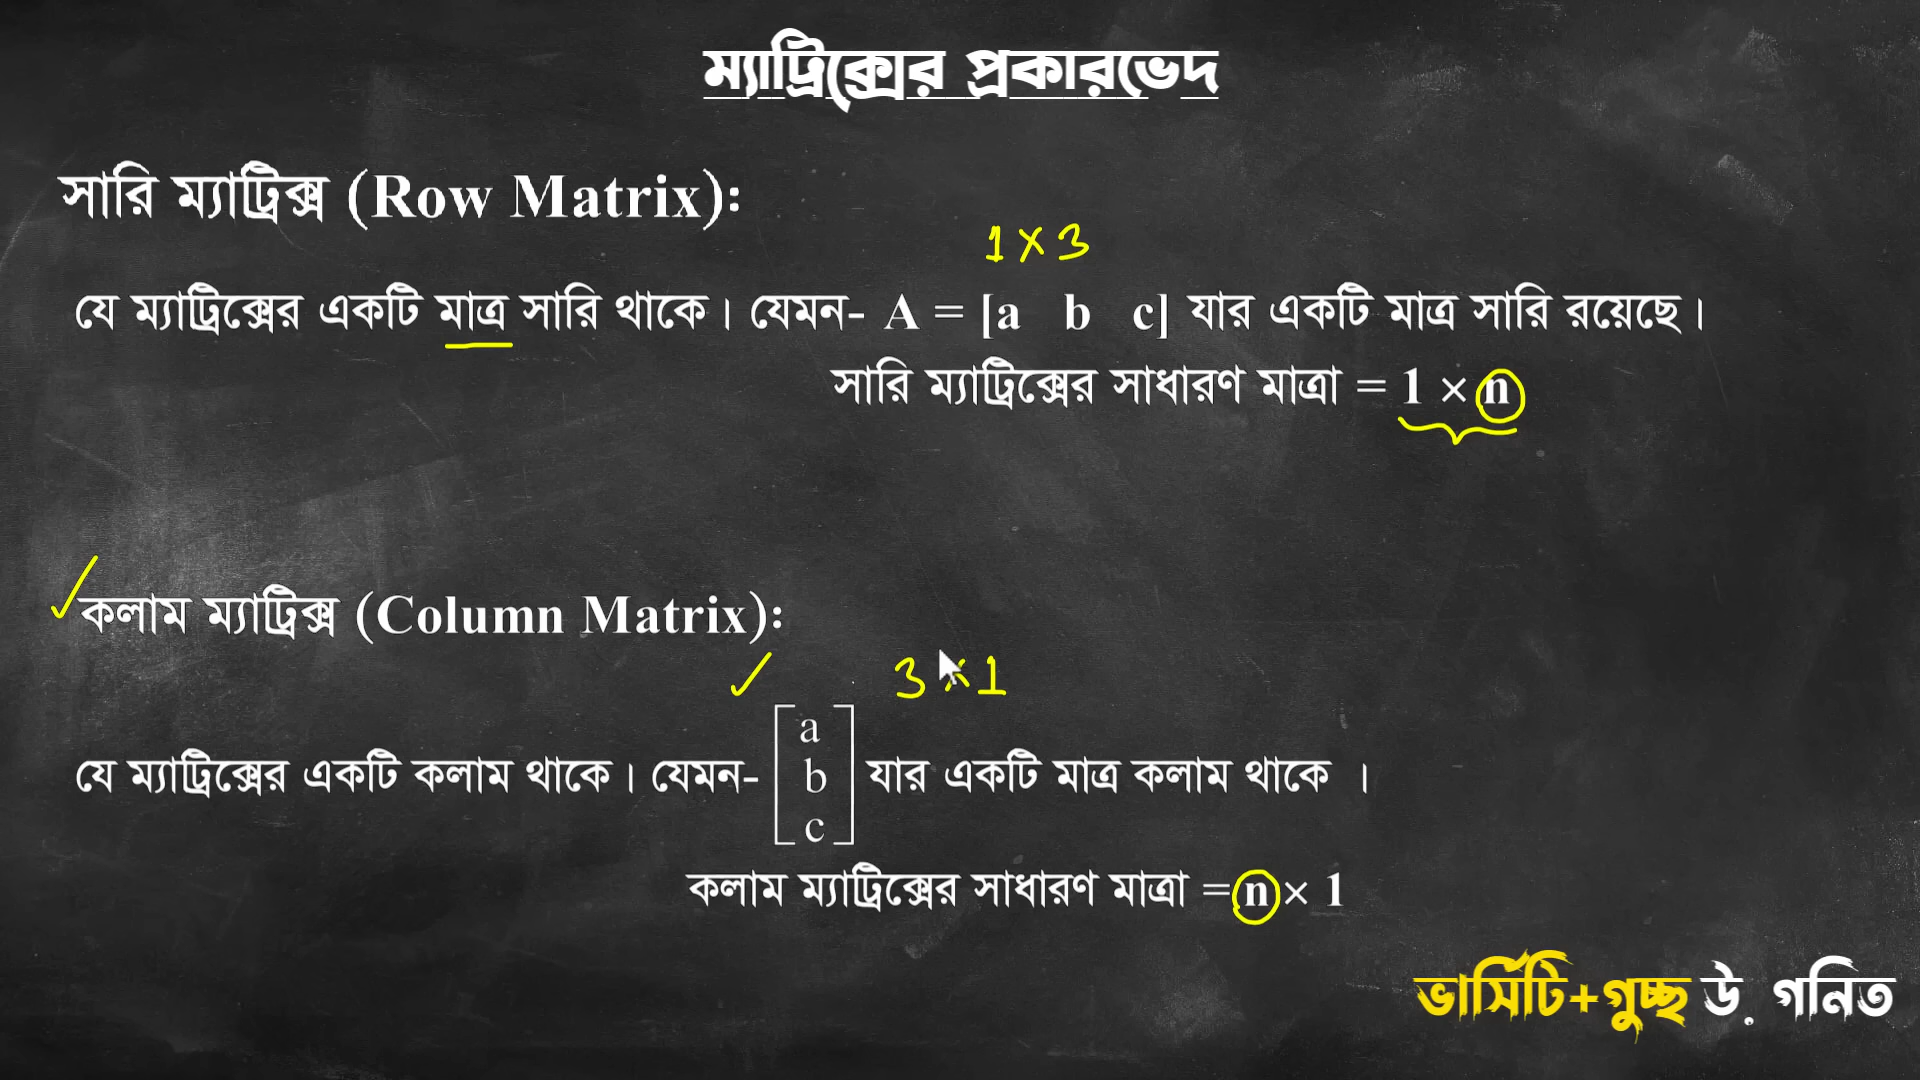 ম্যাট্রিক্সের প্রকারভেদ
সারি ম্যাট্রিক্স (Row Matrix):
1 × 3
যে ম্যাট্রিক্সের একটি মাত্র সারি থাকে। যেমন- A = [a b c] যার একটি মাত্র সারি রয়েছে।
সারি ম্যাট্রিক্সের সাধারণ মাত্রা = 1 × n
কলাম ম্যাট্রিক্স (Column Matrix):
3 × 1
যে ম্যাট্রিক্সের একটি কলাম থাকে। যেমন- [a b c] যার একটি মাত্র কলাম থাকে ।
কলাম ম্যাট্রিক্সের সাধারণ মাত্রা = n × 1
ভার্সিটি+গুচ্ছ উ. গনিত